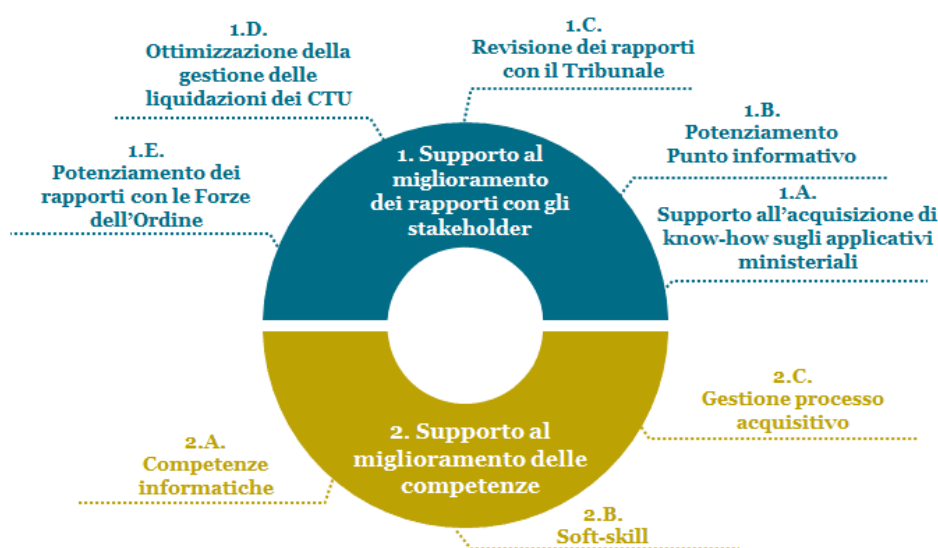 1.D.
Ottimizzazione della
gestione delle
liquidazioni dei CTU
1.C.
Revisione dei rapporti
con il Tribunale
1.E.
Potenziamento dei
rapporti con le Forze
dell'Ordine
1. Supporto al
miglioramento
dei rapporti con gli
stakeholder
1.B.
Potenziamento
Punto informativo
1.A.
Supporto all'acquisizione di
know-how sugli applicativi
ministeriali
2.A.
Competenze
informatiche
2. Supporto al
miglioramento delle
competenze
2.C.
Gestione processo
acquisitivo
2.B.
Soft-skill